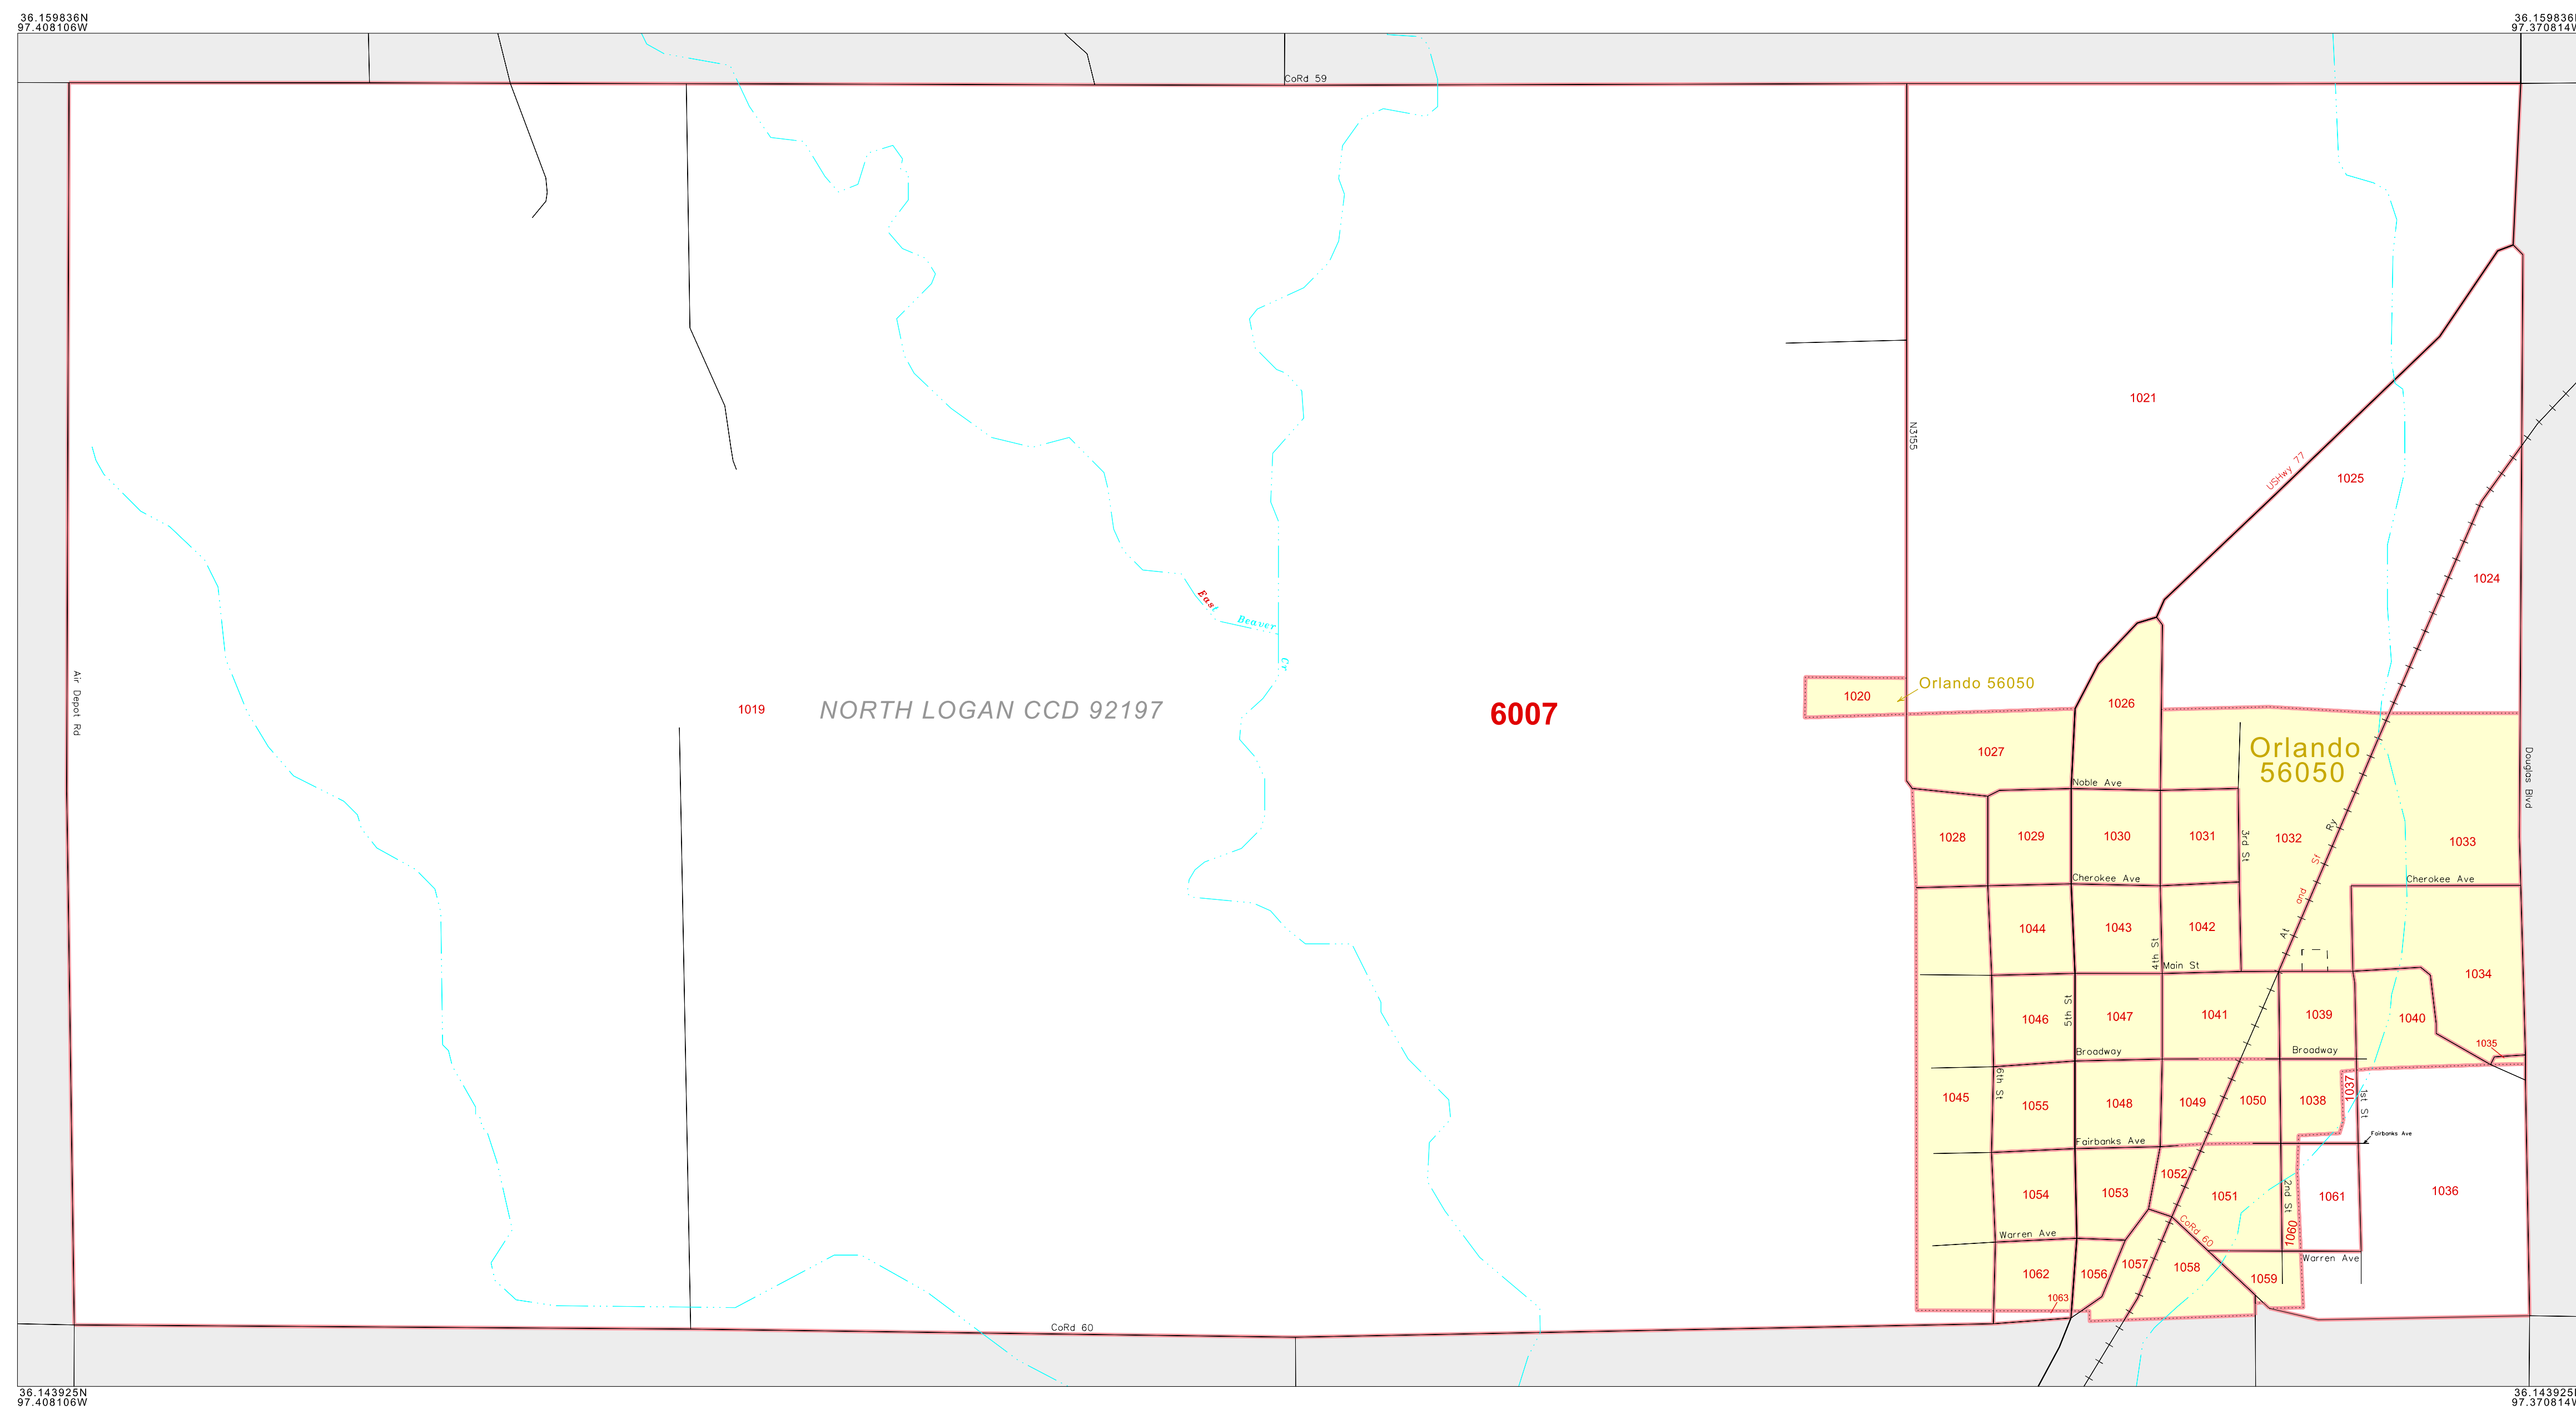 36.159836N
97.408106W
36.159836N
97.370814W
CoRd 59
N3155
1021
USHwy 77
1025
1024
East Beaver Cr
Air Depot Rd
1019
NORTH LOGAN CCD 92197
6007
1020
Orlando 56050
1026
1027
Orlando
56050
Douglas Blvd
Noble Ave
1028
1029
1030
1031
3rd St
1032
1033
At and Sf Ry
Cherokee Ave
Cherokee Ave
1044
1043
1042
4th St
Main St
1034
5th St
1046
1047
1041
1039
1040
1035
Broadway
Broadway
6th St
1045
1055
1048
1049
1050
1038
1037
1st St
Fairbanks Ave
Fairbanks Ave
1052
1054
1053
1051
2nd St
1061
1036
CoRd 60
1060
Warren Ave
Warren Ave
1062
1056
1057
1058
1059
1063
CoRd 60
36.143925N
97.408106W
36.143925N
97.370814W